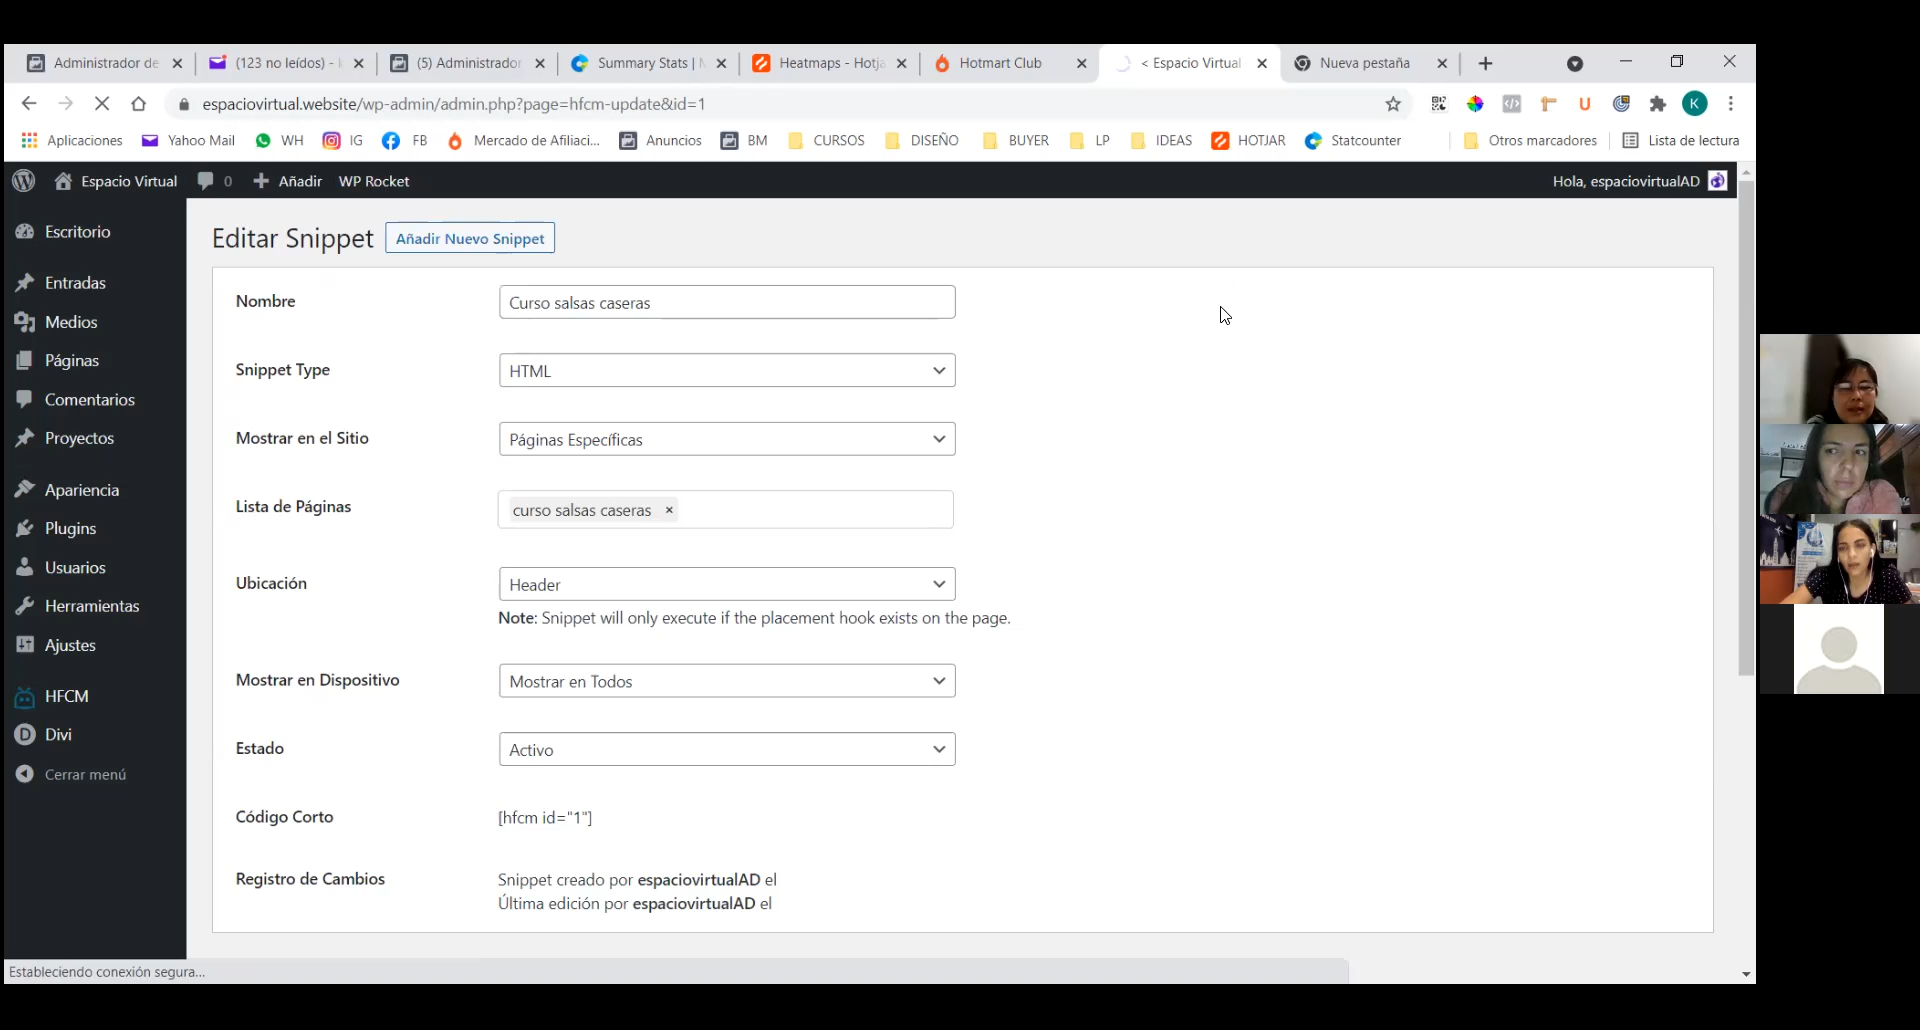 Administrador de
(123 no leídos) -
(5) Administrador
Summary Stats |
Heatmaps - Hotja
Hotmart Club
< Espacio Virtual
Nueva pestaña
espaciovirtual.website/wp-admin/admin.php?page=hfcm-update&id=1
K
Aplicaciones
Yahoo Mail
WH
IG
FB
Mercado de Afiliaci...
Anuncios
BM
CURSOS
DISEÑO
BUYER
LP
IDEAS
HOTJAR
Statcounter
Otros marcadores
Lista de lectura
Espacio Virtual
0
Añadir
WP Rocket
Hola, espaciovirtualAD
Escritorio
Entradas
Medios
Páginas
Comentarios
Proyectos
Apariencia
Plugins
Usuarios
Herramientas
Ajustes
HFCM
Divi
Cerrar menú
Editar Snippet
Añadir Nuevo Snippet
Nombre
Curso salsas caseras
Snippet Type
HTML
Mostrar en el Sitio
Páginas Específicas
Lista de Páginas
curso salsas caseras ×
Ubicación
Header
Note: Snippet will only execute if the placement hook exists on the page.
Mostrar en Dispositivo
Mostrar en Todos
Estado
Activo
Código Corto
[hfcm id="1"]
Registro de Cambios
Snippet creado por espaciovirtualAD el
Última edición por espaciovirtualAD el
Estableciendo conexión segura...